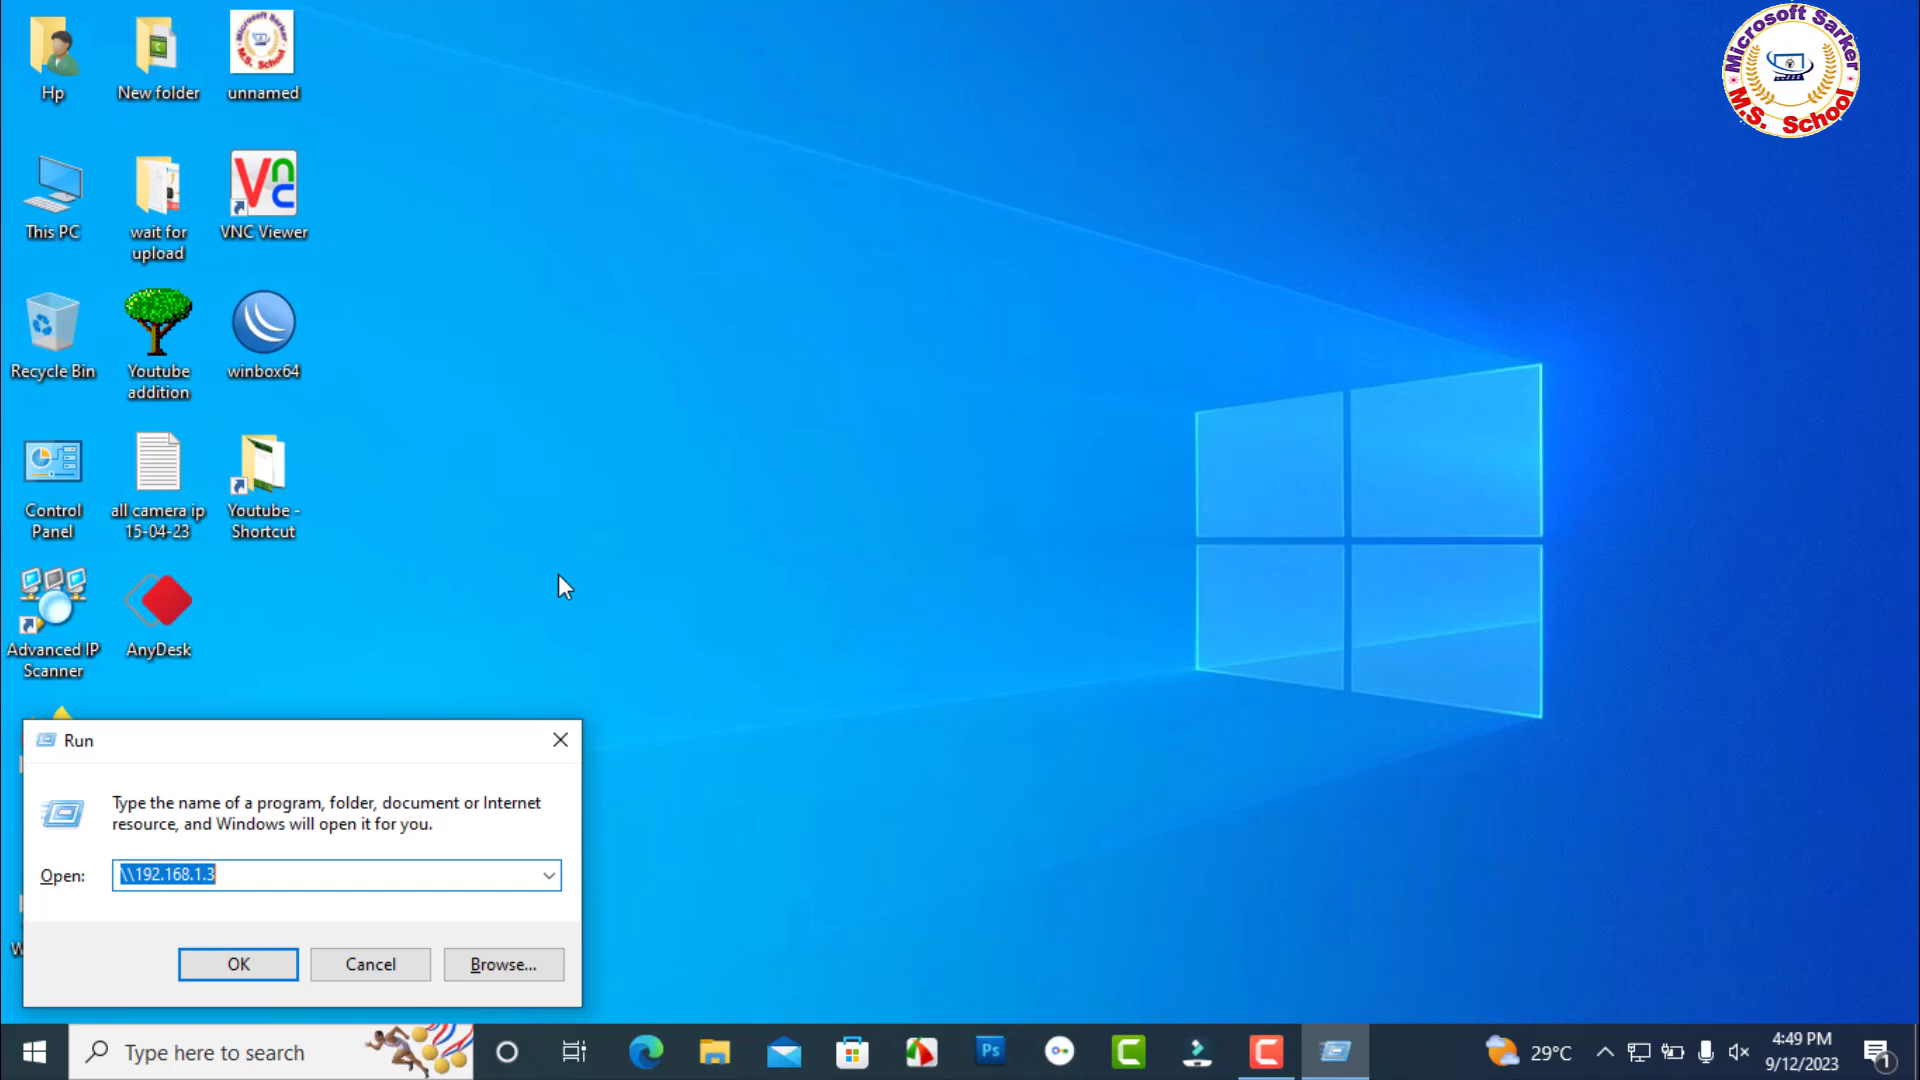 Hp
New folder
unnamed
This PC
wait for
upload
VNC Viewer
Recycle Bin
Youtube
addition
winbox64
Control
Panel
all camera ip
15-04-23
Youtube -
Shortcut
Advanced IP
Scanner
AnyDesk
Microsoft Sarker
M.S. School
Run
Type the name of a program, folder, document or Internet
resource, and Windows will open it for you.
Open:
\\192.168.1.3
OK
Cancel
Browse...
Type here to search
Ps
29°C
4:49 PM
9/12/2023
1